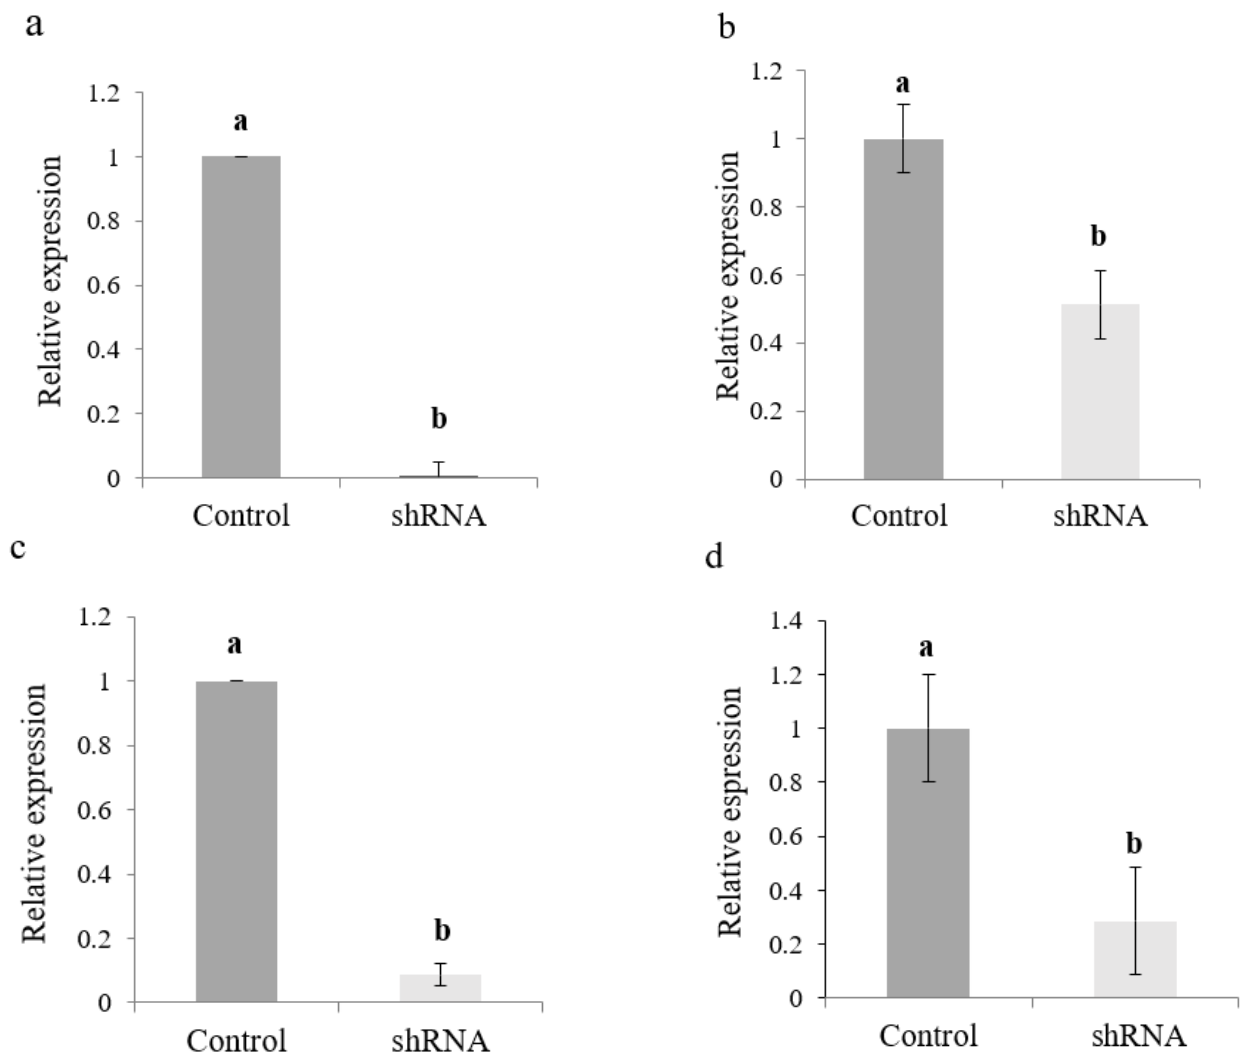 a
1.2
1
0.8
0.6
0.4
0.2
0
Relative expression
a
b
Control shRNA
b
1.2
1
0.8
0.6
0.4
0.2
0
Relative expression
a
b
Control shRNA
c
1.2
1
0.8
0.6
0.4
0.2
0
Relative expression
a
b
Control shRNA
d
1.4
1.2
1
0.8
0.6
0.4
0.2
0
Relative espression
a
b
Control shRNA